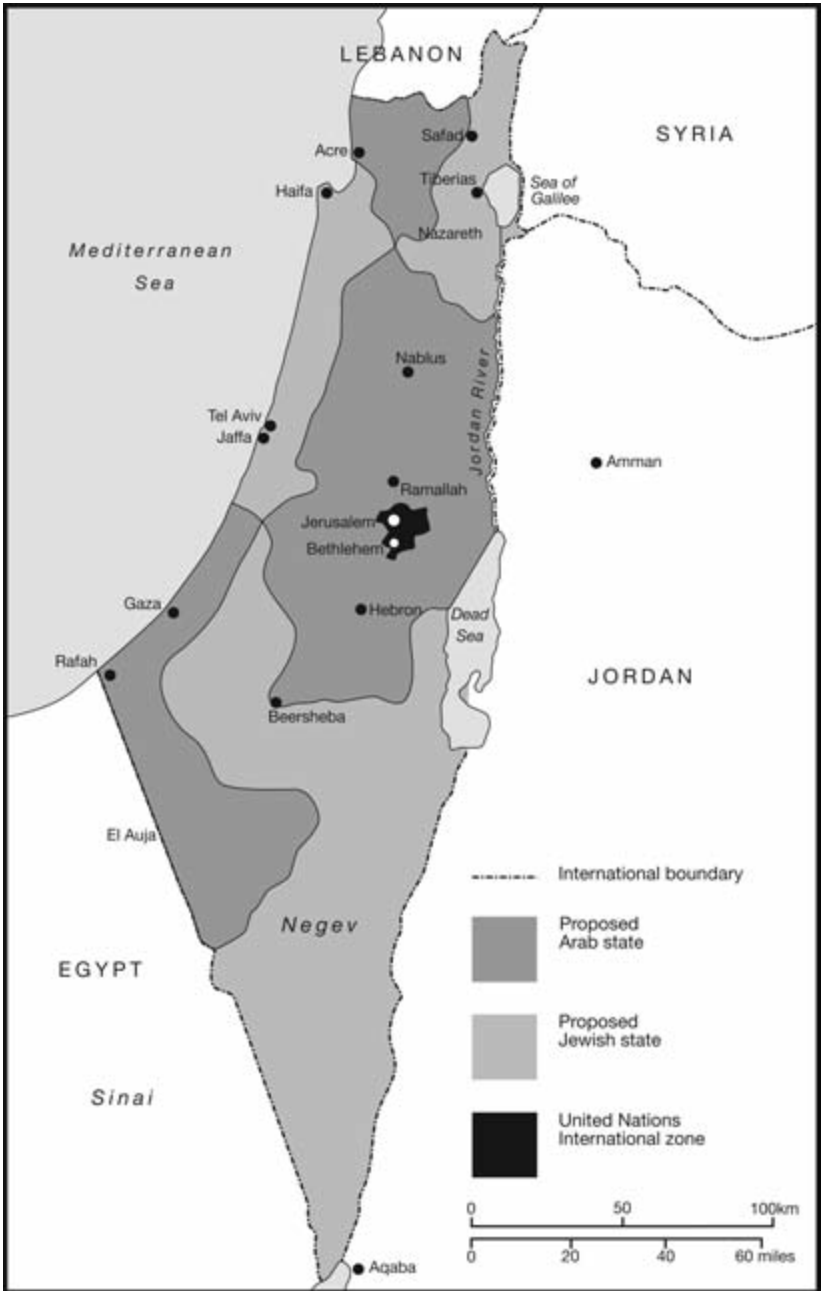 LEBANON
SYRIA
Safad
Acre
Tiberias
Haifa
Sea of
Galilee
Nazareth
Mediterranean
Sea
Nablus
Jordan River
Tel Aviv
Jaffa
Amman
Ramallah
Jerusalem
Bethlehem
Gaza
Hebron
Dead
Sea
Rafah
JORDAN
Beersheba
El Auja
Negev
EGYPT
Sinai
Aqaba
International boundary
Proposed
Arab state
Proposed
Jewish state
United Nations
International zone
0 50 100km
0 20 40 60 miles